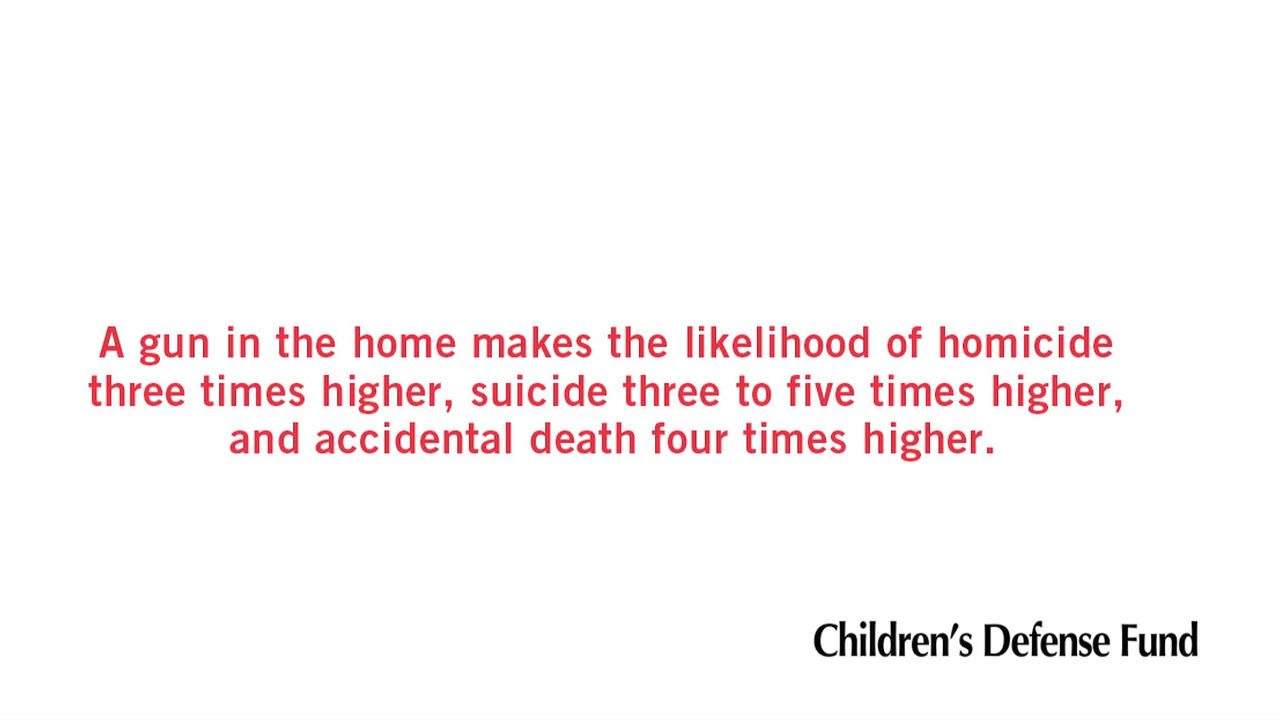 A gun in the home makes the likelihood of homicide
three times higher, suicide three to five times higher,
and accidental death four times higher.
Children's Defense Fund